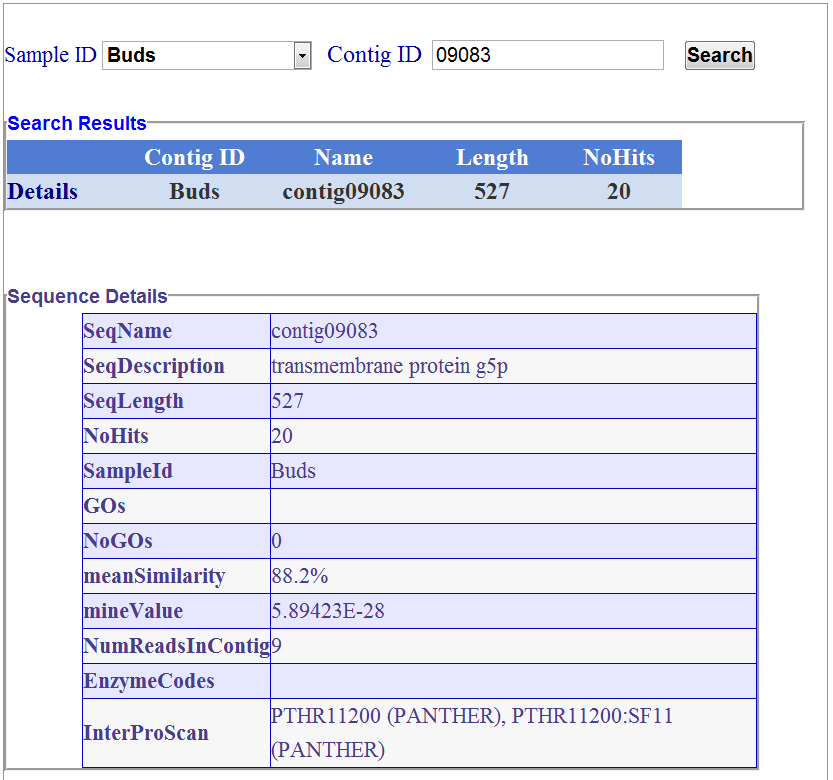 Sample ID Buds Contig ID 09083 Search
Search Results
Contig ID Name Length NoHits
Details Buds contig09083 527 20
Sequence Details
SeqName contig09083
SeqDescription transmembrane protein g5p
SeqLength 527
NoHits 20
SampleId Buds
GOs
NoGOs 0
meanSimilarity 88.2%
mineValue 5.89423E-28
NumReadsInContig 9
EnzymeCodes
InterProScan PTHR11200 (PANTHER), PTHR11200:SF11
(PANTHER)